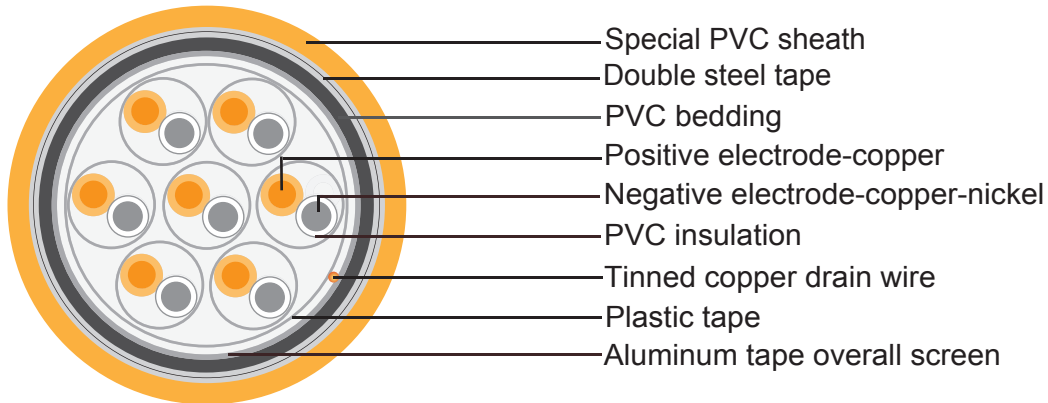 Special PVC sheath
Double steel tape
PVC bedding
Positive electrode-copper
Negative electrode-copper-nickel
PVC insulation
Tinned copper drain wire
Plastic tape
Aluminum tape overall screen